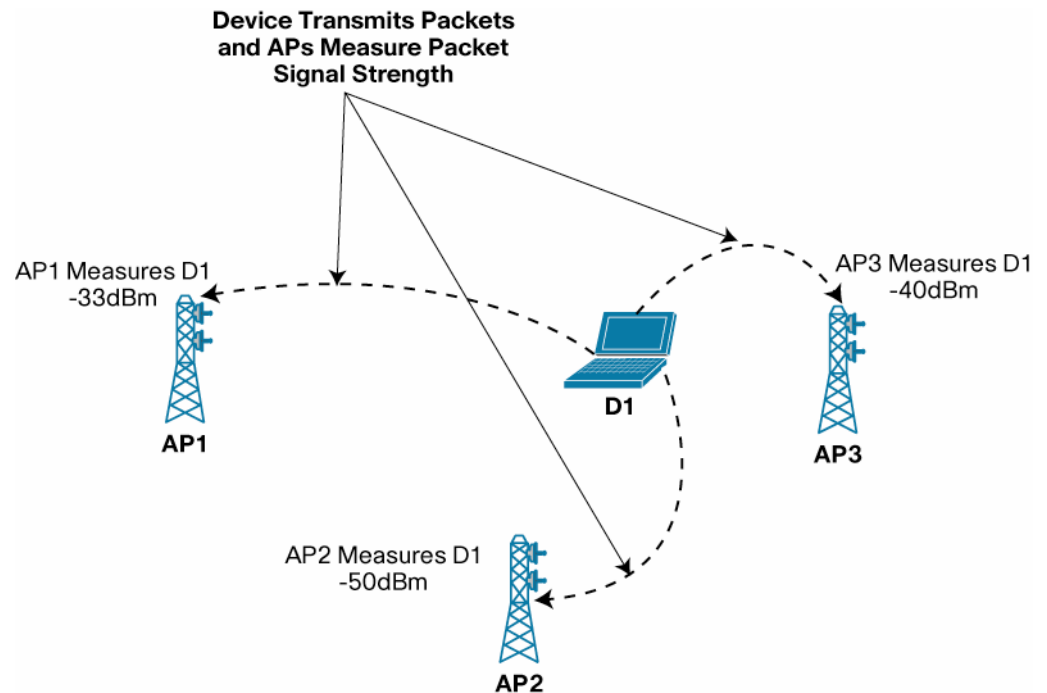 Device Transmits Packets
and APs Measure Packet
Signal Strength
AP1 Measures D1
-33dBm
AP3 Measures D1
-40dBm
D1
AP1
AP3
AP2 Measures D1
-50dBm
AP2